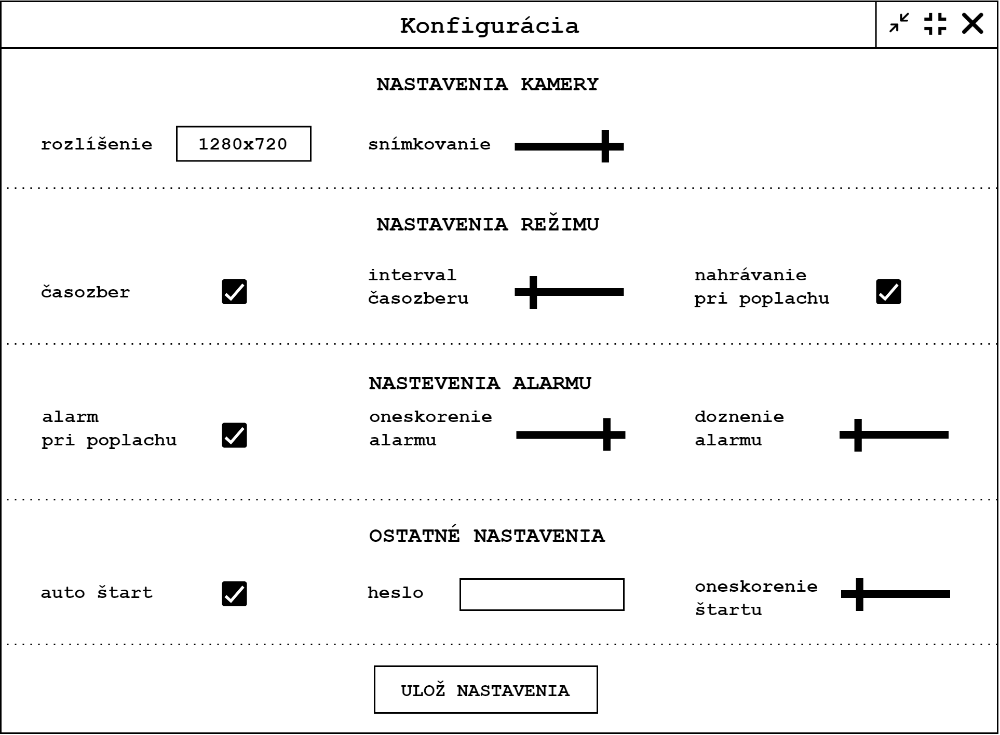 Konfigurácia
NASTAVENIA KAMERY
rozlíšenie 1280x720 snímkovanie
NASTAVENIA REŽIMU
časozber
interval
časozberu
nahrávanie
pri poplachu
NASTEVENIA ALARMU
alarm
pri poplachu
oneskorenie
alarmu
doznenie
alarmu
OSTATNÉ NASTAVENIA
auto štart
heslo
oneskorenie
štartu
ULOŽ NASTAVENIA